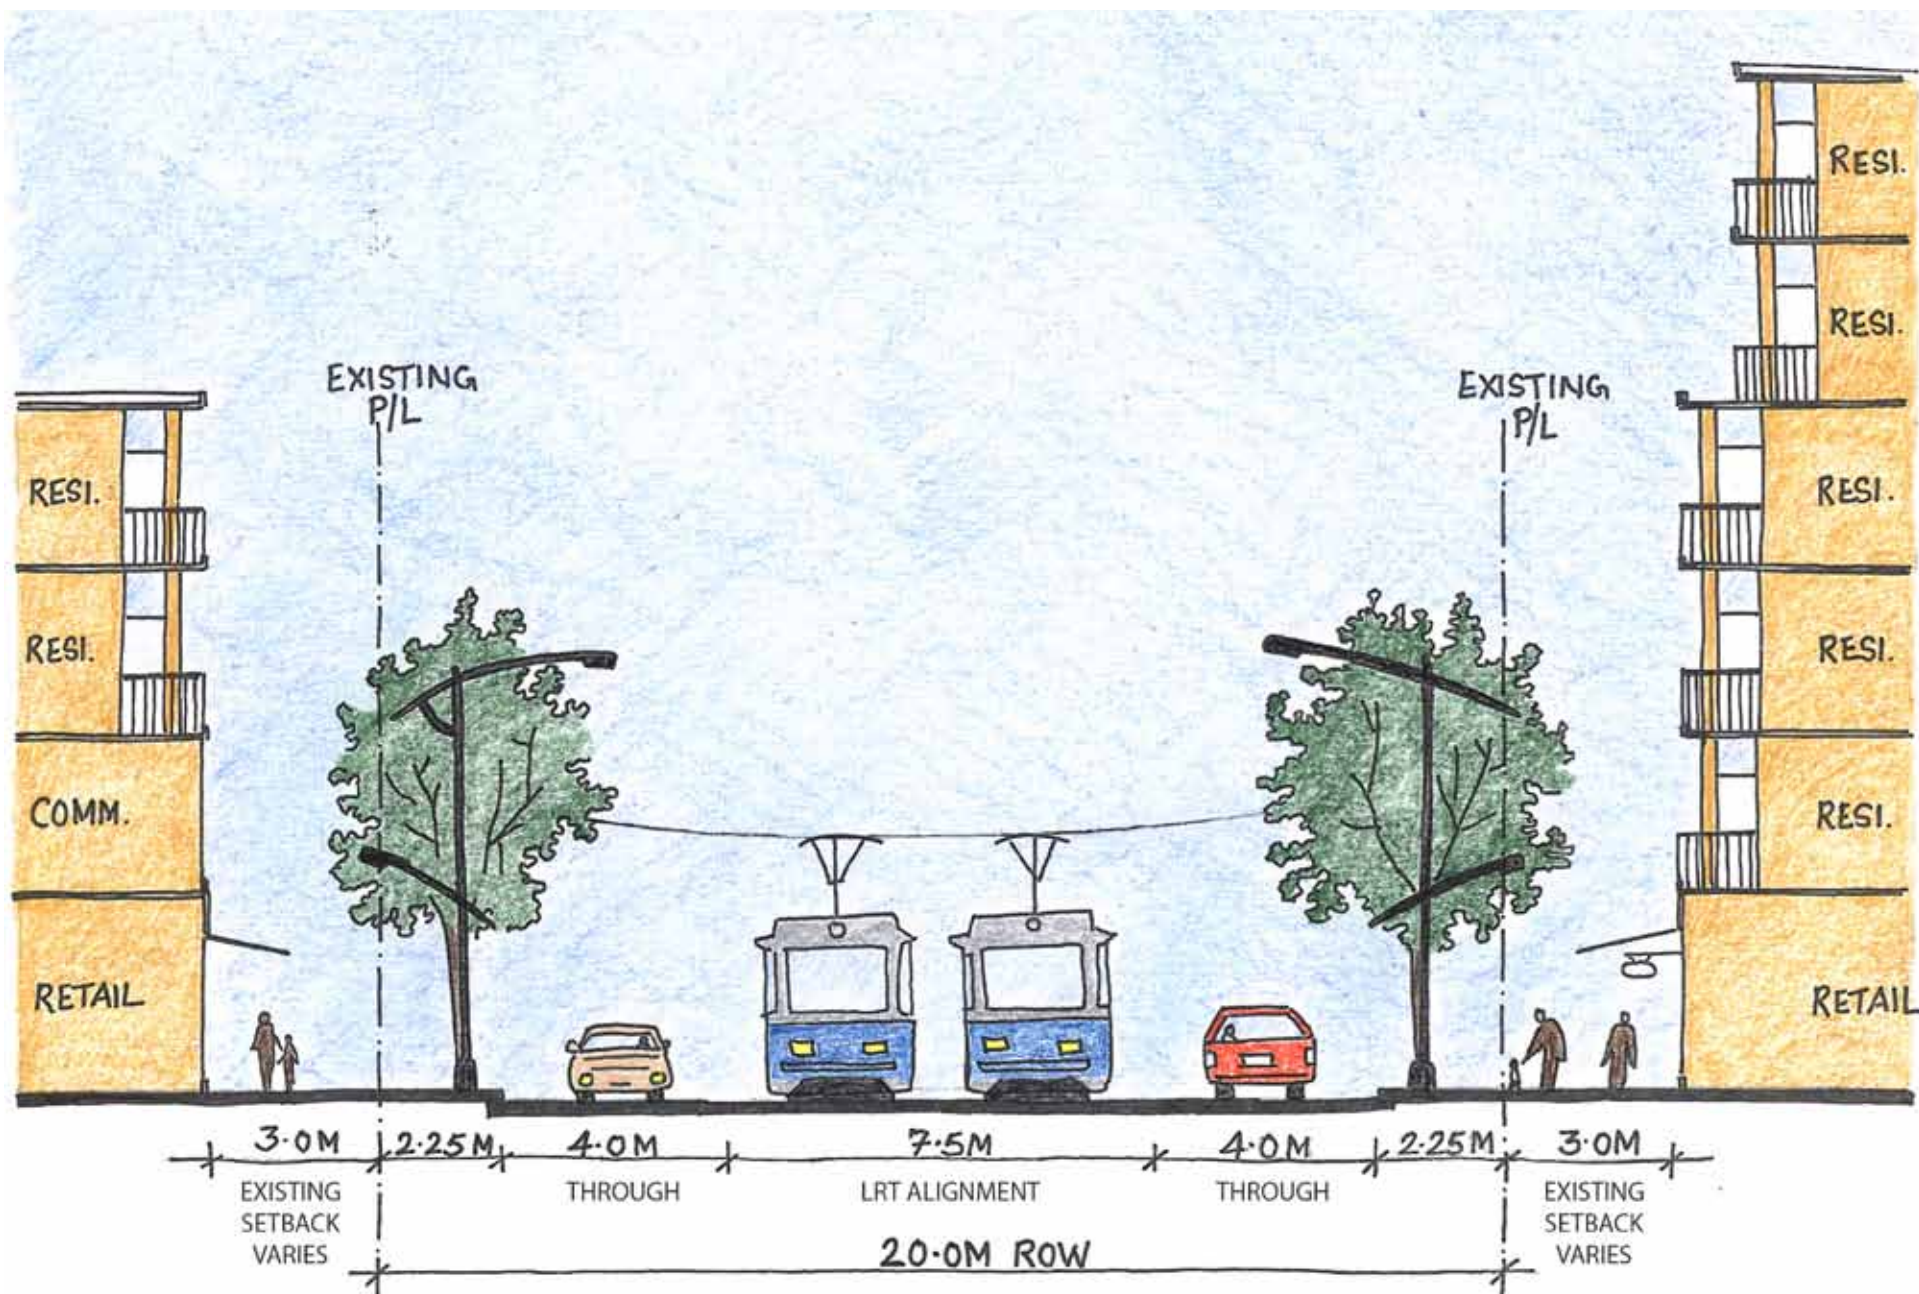 RESI.
RESI.
EXISTING
P/L
EXISTING
P/L
RESI.
RESI.
RESI.
RESI.
COMM.
RESI.
RETAIL
RETAIL
3.0M 2.25M 4.0M 7.5M 4.0M 2.25M 3.0M
EXISTING
SETBACK
VARIES
THROUGH
LRT ALIGNMENT
THROUGH
EXISTING
SETBACK
VARIES
20.0M ROW